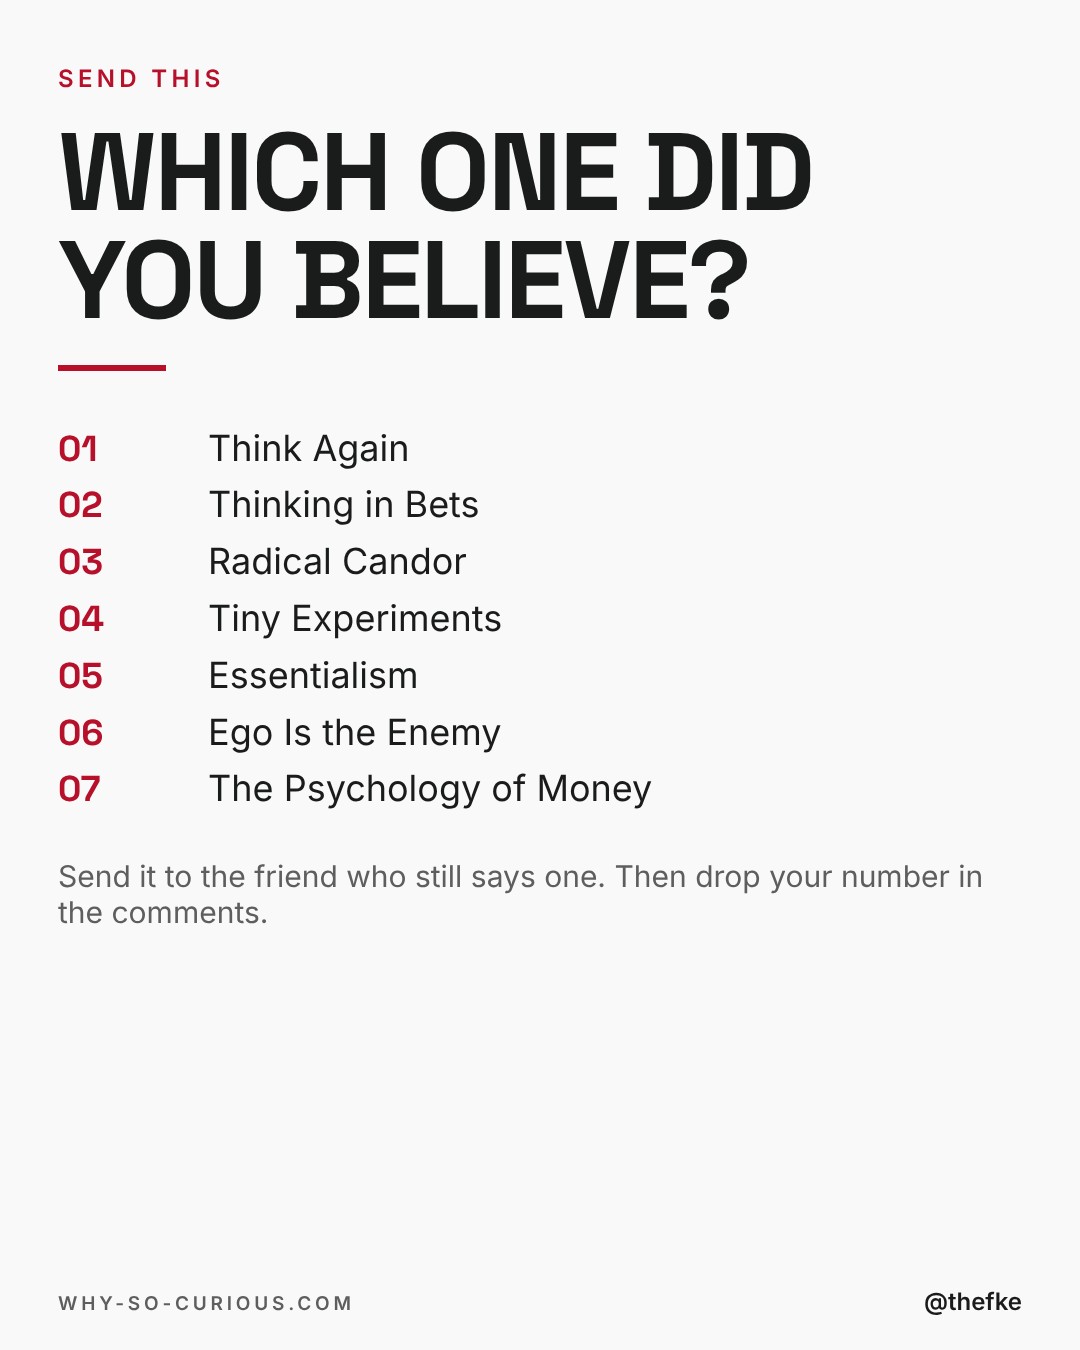 SEND THIS
WHICH ONE DID
YOU BELIEVE?
01 Think Again
02 Thinking in Bets
03 Radical Candor
04 Tiny Experiments
05 Essentialism
06 Ego Is the Enemy
07 The Psychology of Money
Send it to the friend who still says one. Then drop your number in
the comments.
WHY-SO-CURIOUS.COM
@thefke